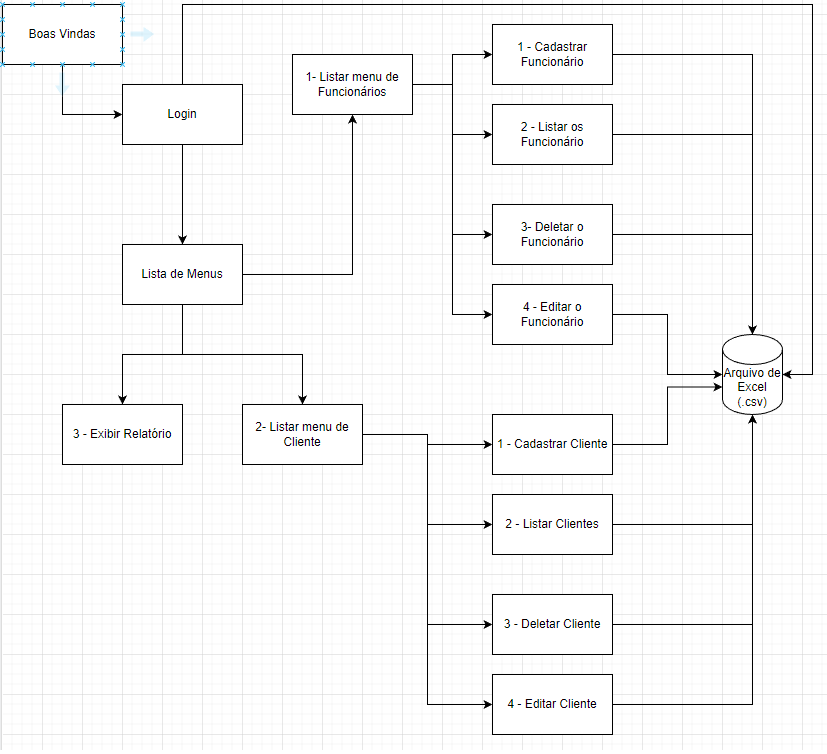 Boas Vindas
Login
Lista de Menus
3 - Exibir Relatório
1- Listar menu de
Funcionários
2- Listar menu de
Cliente
1 - Cadastrar
Funcionário
2 - Listar os
Funcionário
3- Deletar o
Funcionário
4 - Editar o
Funcionário
1 - Cadastrar Cliente
2 - Listar Clientes
3 - Deletar Cliente
4 - Editar Cliente
Arquivo de
Excel
(.csv)